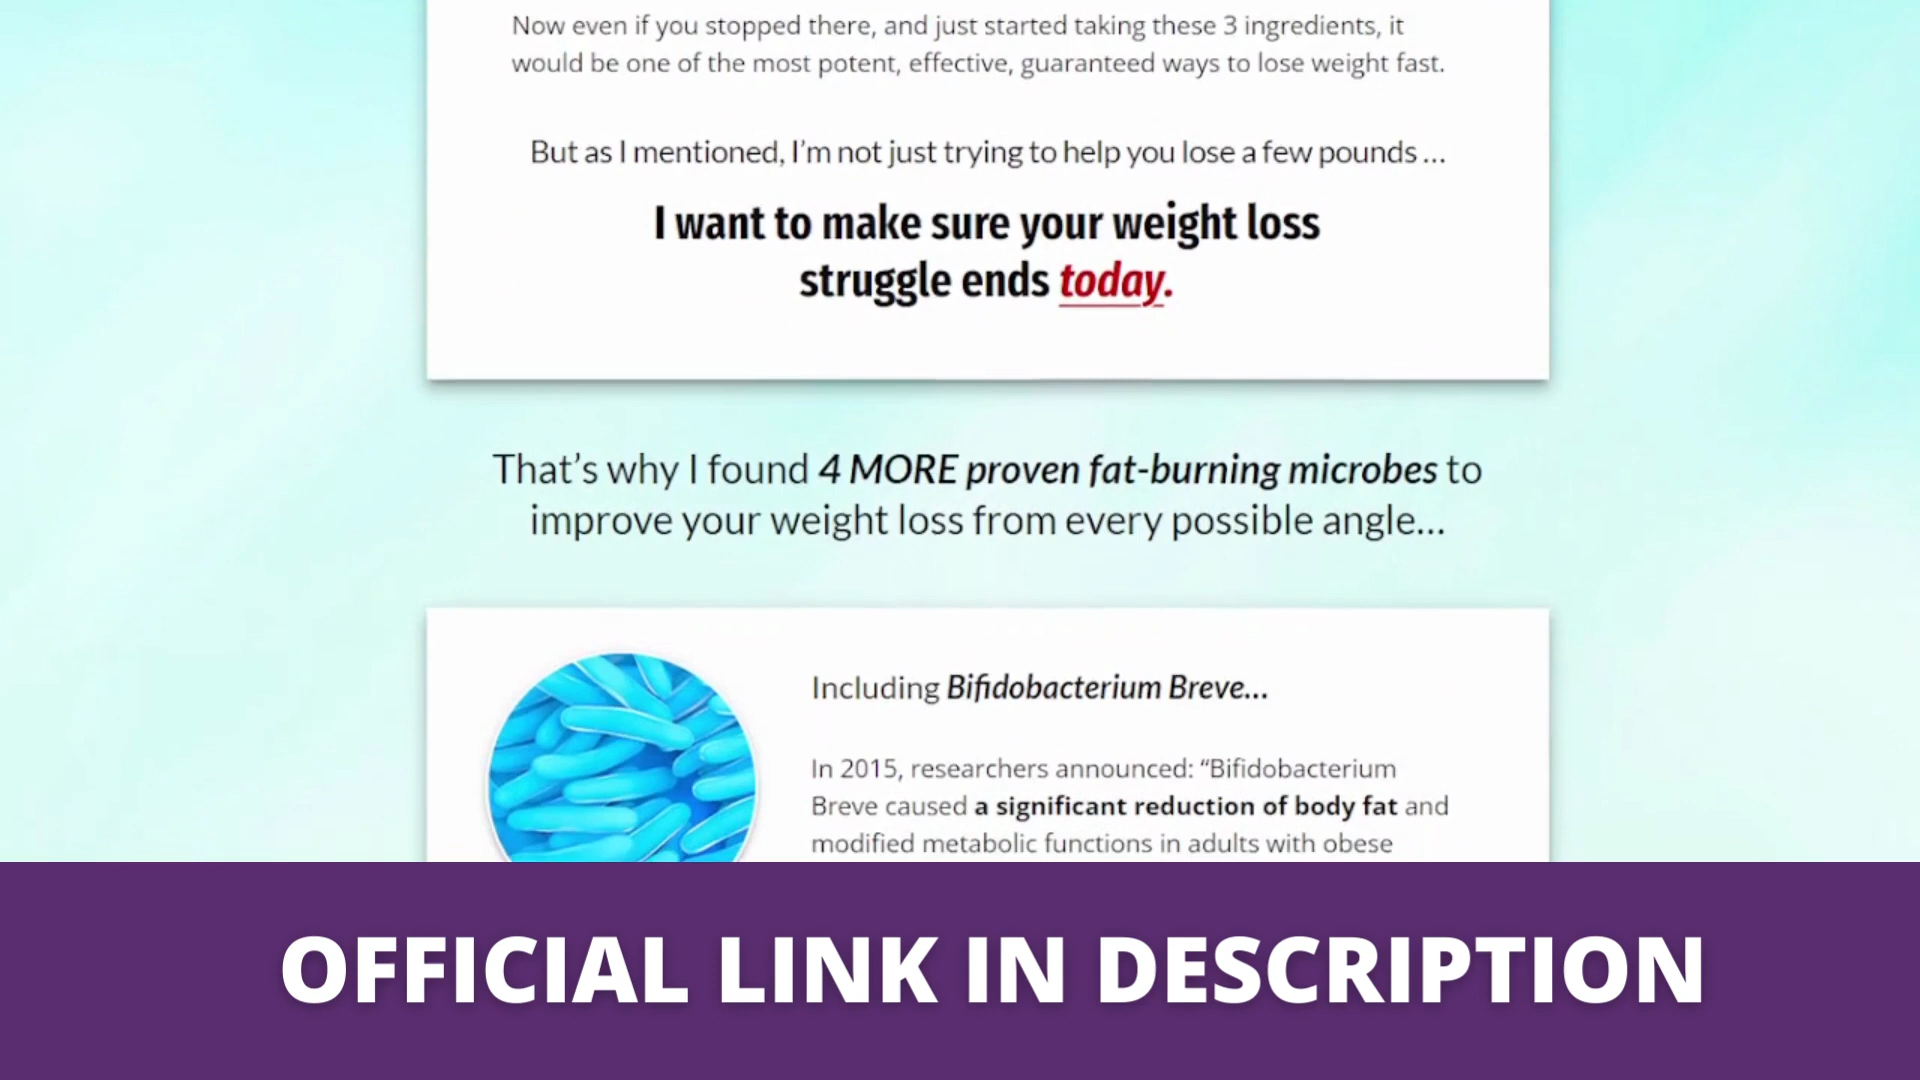 Now even if you stopped there, and just started taking these 3 ingredients, it
would be one of the most potent, effective, guaranteed ways to lose weight fast.
But as I mentioned, I’m not just trying to help you lose a few pounds ...
I want to make sure your weight loss
struggle ends today.
That’s why I found 4 MORE proven fat-burning microbes to
improve your weight loss from every possible angle...
Including Bifidobacterium Breve...
In 2015, researchers announced: “Bifidobacterium
Breve caused a significant reduction of body fat and
modified metabolic functions in adults with obese
OFFICIAL LINK IN DESCRIPTION